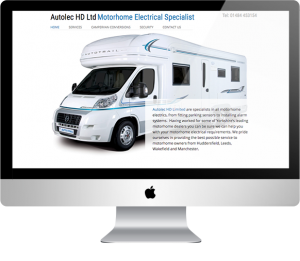 Autolec HD Ltd Motorhome Electrical Specialist
Tel: 01484
HOME SERVICES CAMPERVAN CONVERSIONS SECURITY CONTACT US
Autolec HD Limited are specialists in all motorhome
electrics, from fitting parking sensors to installing alarm
systems. Having worked for some of Yorkshire's leading
motorhome dealers you can be sure we can help you
with your motorhome electrical requirements. We pride
ourselves in providing the best possible service to
motorhome owners from Huddersfield, Leeds,
Wakefield and Manchester.